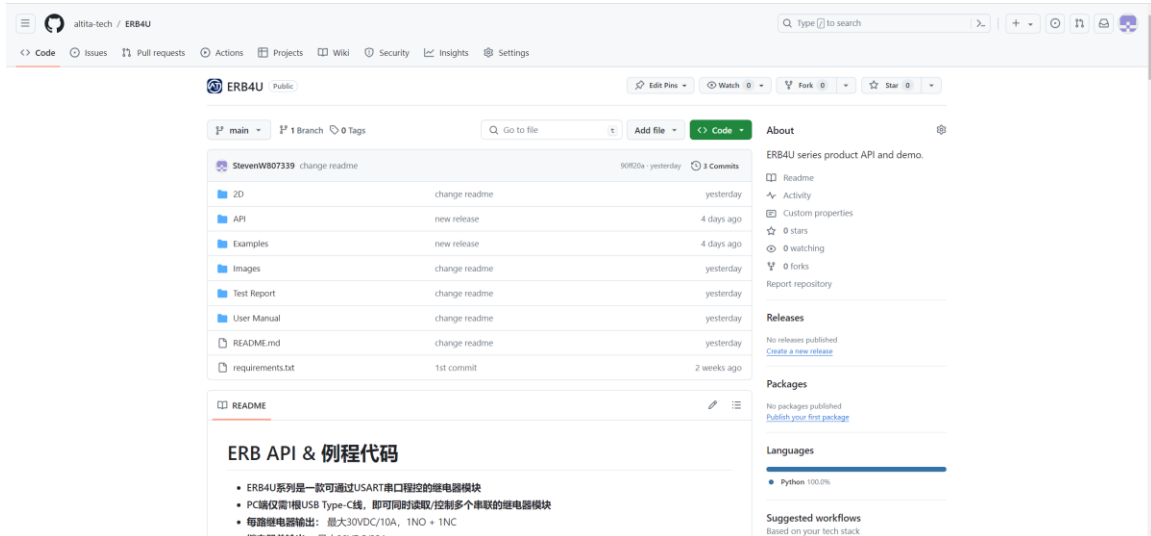 altita-tech / ERB4U
Type / to search
Code Issues Pull requests Actions Projects Wiki Security Insights Settings
ERB4U Public
Edit Pins Watch 0 Fork 0 Star 0
main 1 Branch 0 Tags
Go to file t
Add file Code
StevenW807339 change readme 90ff20a · yesterday 3 Commits
2D change readme yesterday
API new release 4 days ago
Examples new release 4 days ago
Images change readme yesterday
Test Report change readme yesterday
User Manual change readme yesterday
README.md change readme yesterday
requirements.txt 1st commit 2 weeks ago
README
ERB API & 例程代码
ERB4U系列是一款可通过USART串口程控的继电器模块
PC端仅需1根USB Type-C线，即可同时读取/控制多个串联的继电器模块
每路继电器输出： 最大30VDC/10A，1NO + 1NC
About
ERB4U series product API and demo.
Readme
Activity
Custom properties
0 stars
0 watching
0 forks
Report repository
Releases
No releases published
Create a new release
Packages
No packages published
Publish your first package
Languages
Python 100.0%
Suggested workflows
Based on your tech stack